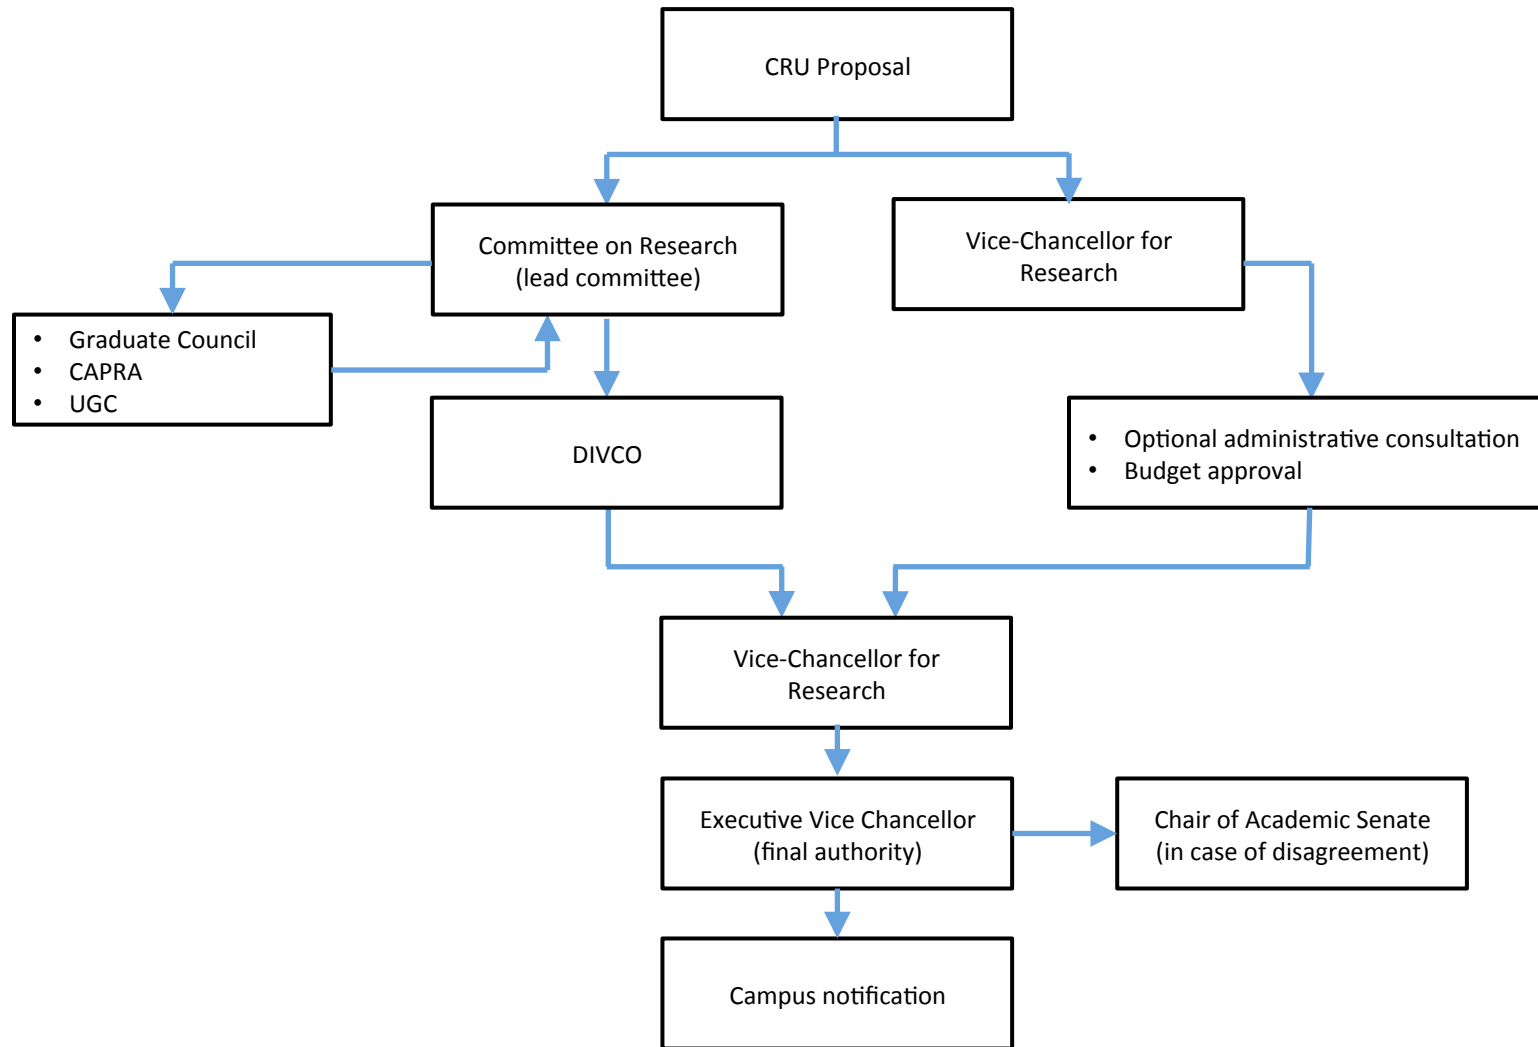 CRU Proposal
Committee on Research
(lead committee)
Vice-Chancellor for
Research
• Graduate Council
• CAPRA
• UGC
DIVCO
• Optional administrative consultation
• Budget approval
Vice-Chancellor for
Research
Executive Vice Chancellor
(final authority)
Chair of Academic Senate
(in case of disagreement)
Campus notification